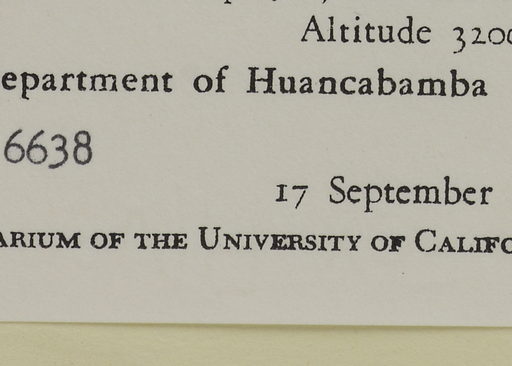 Altitude 320
epartment of Huancabamba
6638
17 September
ARIUM OF THE UNIVERSITY OF CALIFO